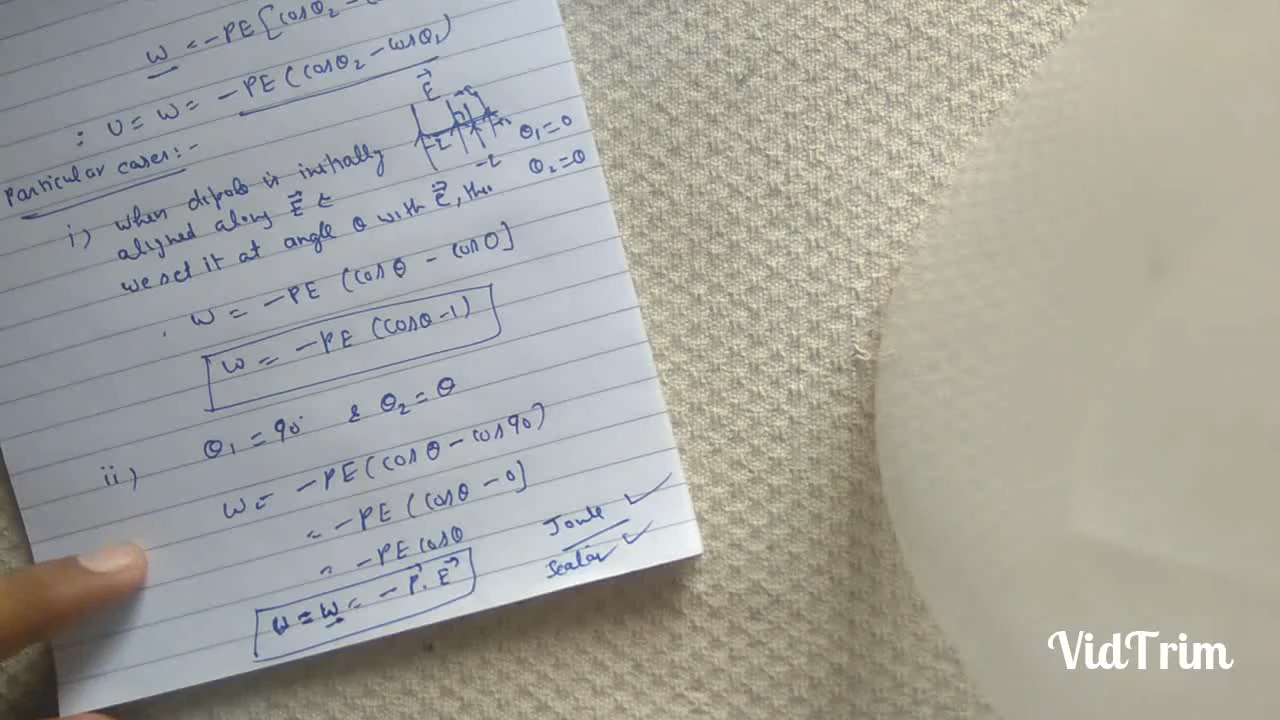 W = -PE[cosθ₂ -
∴ U = W = -PE(cosθ₂ - cosθ₁)
Particular cases:-
i) when dipole is initially
aligned along E⃗ &
we set it at angle θ with E⃗, then
E⃗
θ₁=0
θ₂=θ
W = -PE (cosθ - cos0]
W = -PE (cosθ-1)
ii) θ₁ = 90° & θ₂ = θ
W = -PE(cosθ - cos90)
= -PE (cosθ - 0]
= -PE cosθ
= W = -P⃗.E⃗
Joule ✓
Scalar ✓
VidTrim